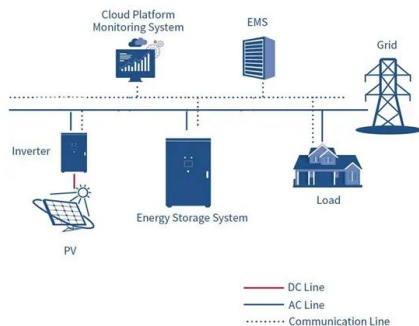 Cloud Platform
Monitoring System
EMS
Grid
Inverter
Energy Storage System
Load
PV
DC Line
AC Line
Communication Line